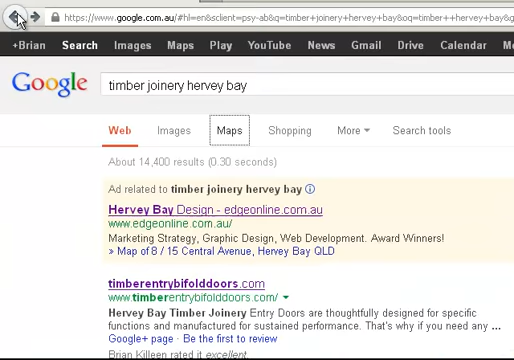 https://www.google.com.au/#hl=en&sclient=psy-ab&q=timber+joinery+hervey+bay&oq=timber++hervey+bay&g
+Brian Search Images Maps Play YouTube News Gmail Drive Calendar Mo
Google timber joinery hervey bay
Web Images Maps Shopping More Search tools
About 14,400 results (0.30 seconds)
Ad related to timber joinery hervey bay
Hervey Bay Design - edgeonline.com.au
www.edgeonline.com.au/
Marketing Strategy, Graphic Design, Web Development. Award Winners!
» Map of 8 / 15 Central Avenue, Hervey Bay QLD
timberentrybifolddoors.com
www.timberentrybifolddoors.com/
Hervey Bay Timber Joinery Entry Doors are thoughtfully designed for specific
functions and manufactured for sustained performance. That's why if you need any ...
Google+ page - Be the first to review
Brian Killeen rated it excellent